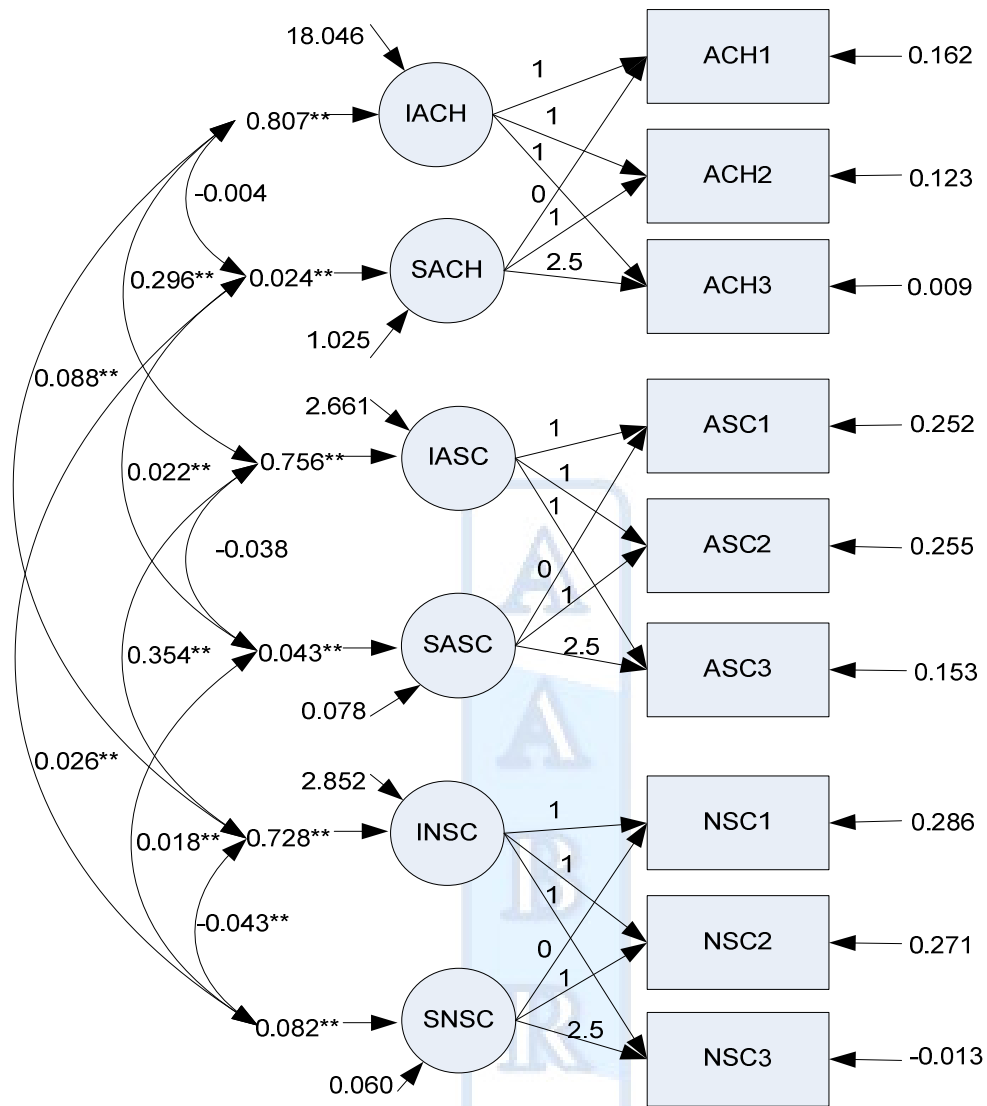 18.046
1
ACH1
0.162
IACH
0.807**
1
1
ACH2
0.123
-0.004
0
1
SACH
2.5
0.296**
0.024**
ACH3
0.009
1.025
0.088**
2.661
1
ASC1
0.252
IASC
0.756**
1
0.022**
1
-0.038
ASC2
0.255
0
1
SASC
0.354**
0.043**
2.5
ASC3
0.153
0.078
0.026**
2.852
1
NSC1
0.286
INSC
0.728**
0.018**
1
1
-0.043**
0
NSC2
0.271
1
SNSC
0.082**
2.5
NSC3
-0.013
0.060
A
A
B
R